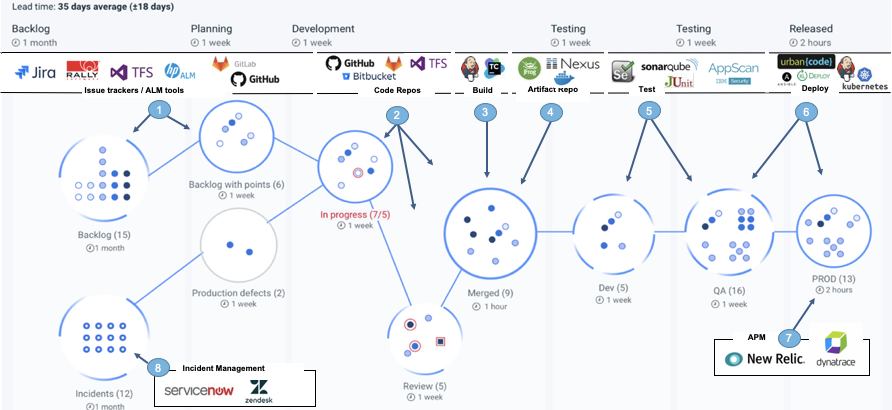 Lead time: 35 days average (±18 days)
Backlog
1 month
Planning
1 week
Development
1 week
Testing
1 week
Testing
1 week
Released
2 hours
Jira
RALLY
TFS
hp ALM
GitLab
GitHub
GitHub
TFS
Bitbucket
TC
JFrog
Nexus
docker
Se
sonarqube
JUnit
AppScan
IBM Security
urban{code}
ANSIBLE
DEPLOY
kubernetes
Issue trackers / ALM tools
Code Repos
Build
Artifact Repo
Test
Deploy
1
2
3
4
5
6
Backlog (15)
1 month
Backlog with points (6)
1 week
In progress (7/5)
1 week
Production defects (2)
1 week
Merged (9)
1 hour
Dev (5)
1 week
QA (16)
1 week
PROD (13)
2 hours
Review (5)
1 week
Incidents (12)
1 month
8
Incident Management
servicenow
zendesk
APM
7
New Relic.
dynatrace